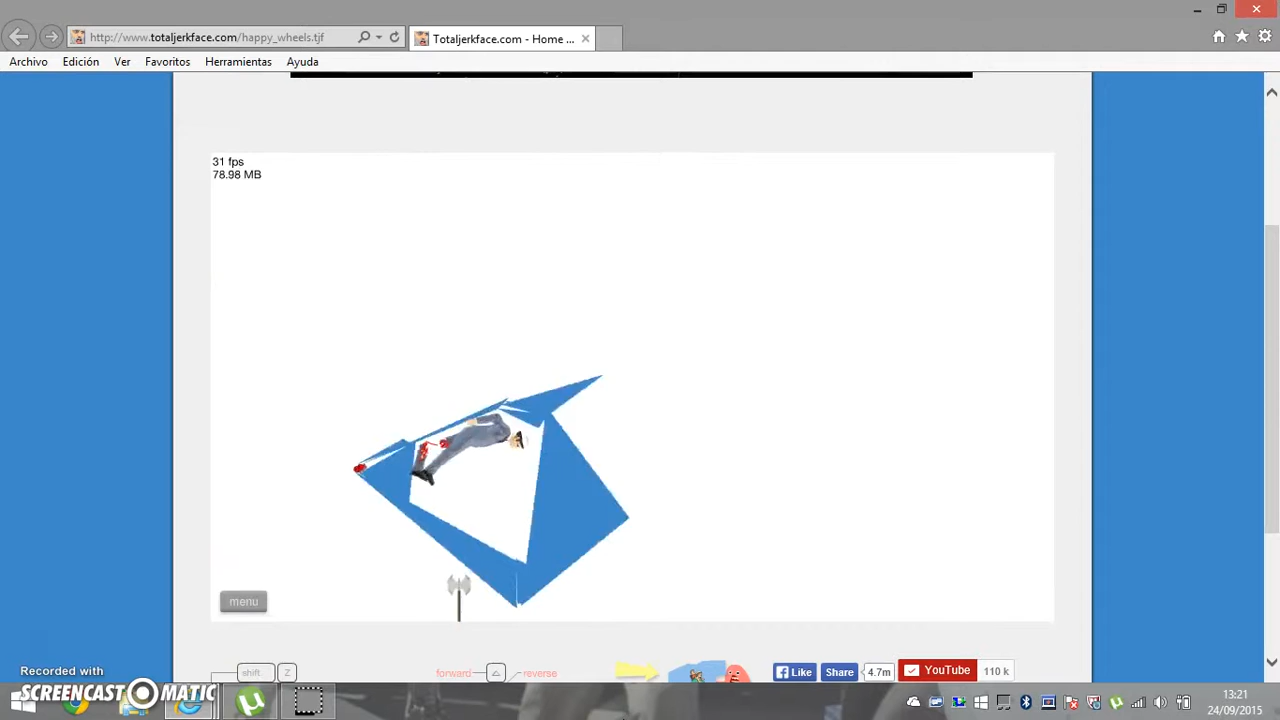 http://www.totaljerkface.com/happy_wheels.tjf
Totaljerkface.com - Home ...
Archivo Edición Ver Favoritos Herramientas Ayuda
31 fps
78.98 MB
menu
shift Z
forward reverse
Like Share 4.7m YouTube 110 k
Recorded with
SCREENCAST MATIC
13:21
24/09/2015